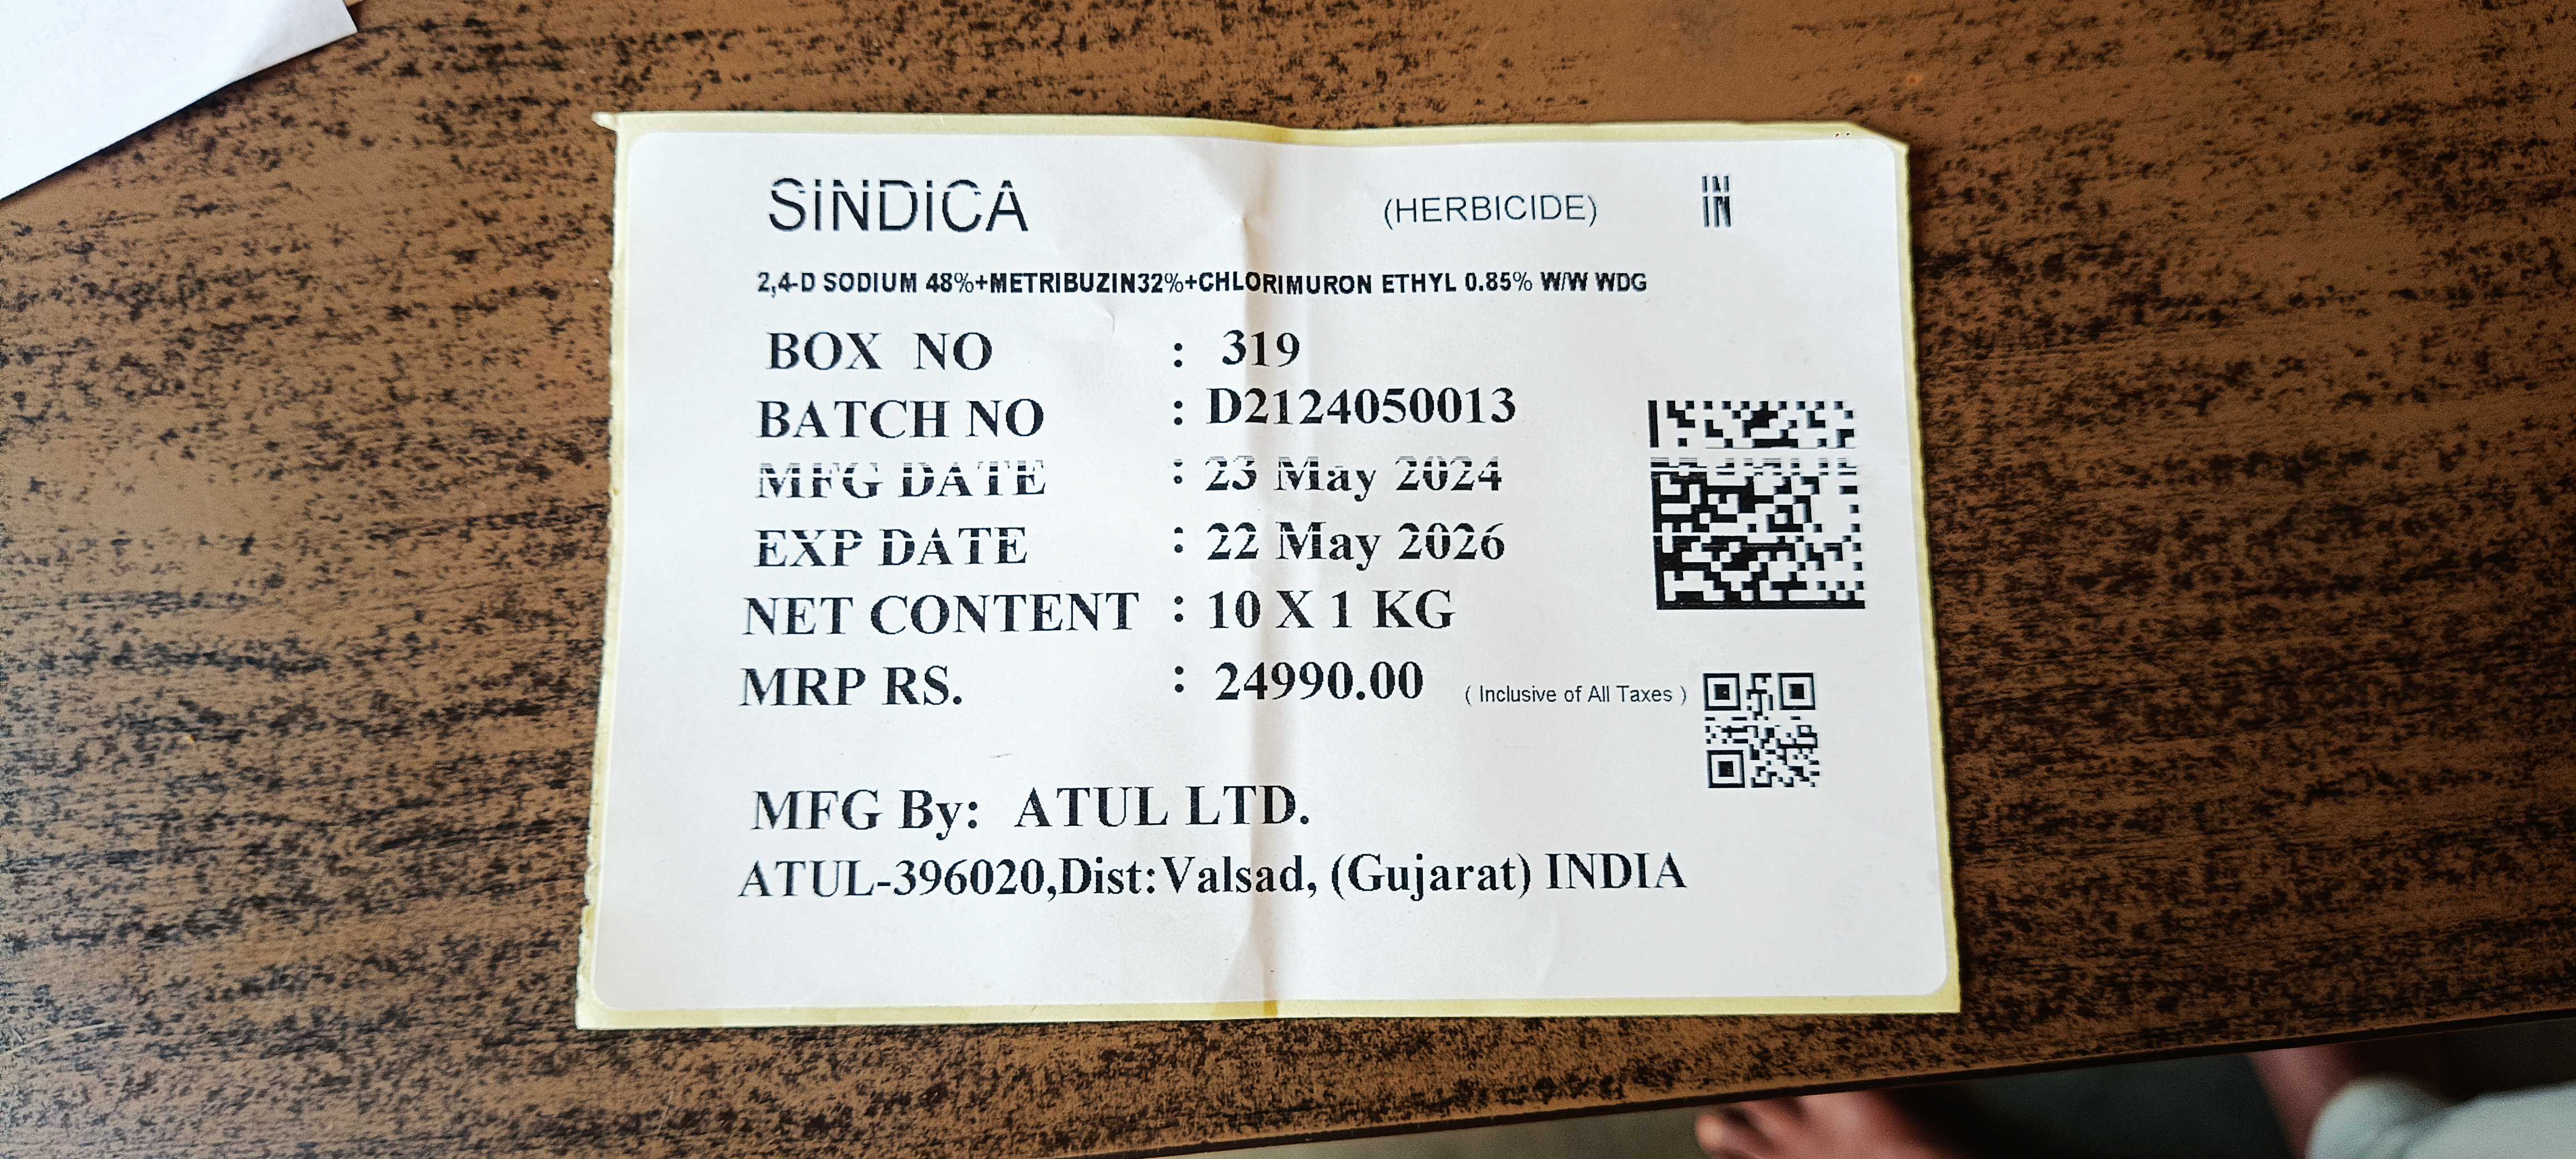 SiNDiCA (HERBICIDE) IN
2,4-D SODIUM 48%+METRIBUZIN32%+CHLORIMURON ETHYL 0.85% W/W WDG
BOX NO : 319
BATCH NO : D2124050013
MFG DATE : 23 May 2024
EXP DATE : 22 May 2026
NET CONTENT : 10 X 1 KG
MRP RS. : 24990.00 ( Inclusive of All Taxes )
MFG By: ATUL LTD.
ATUL-396020,Dist:Valsad, (Gujarat) INDIA